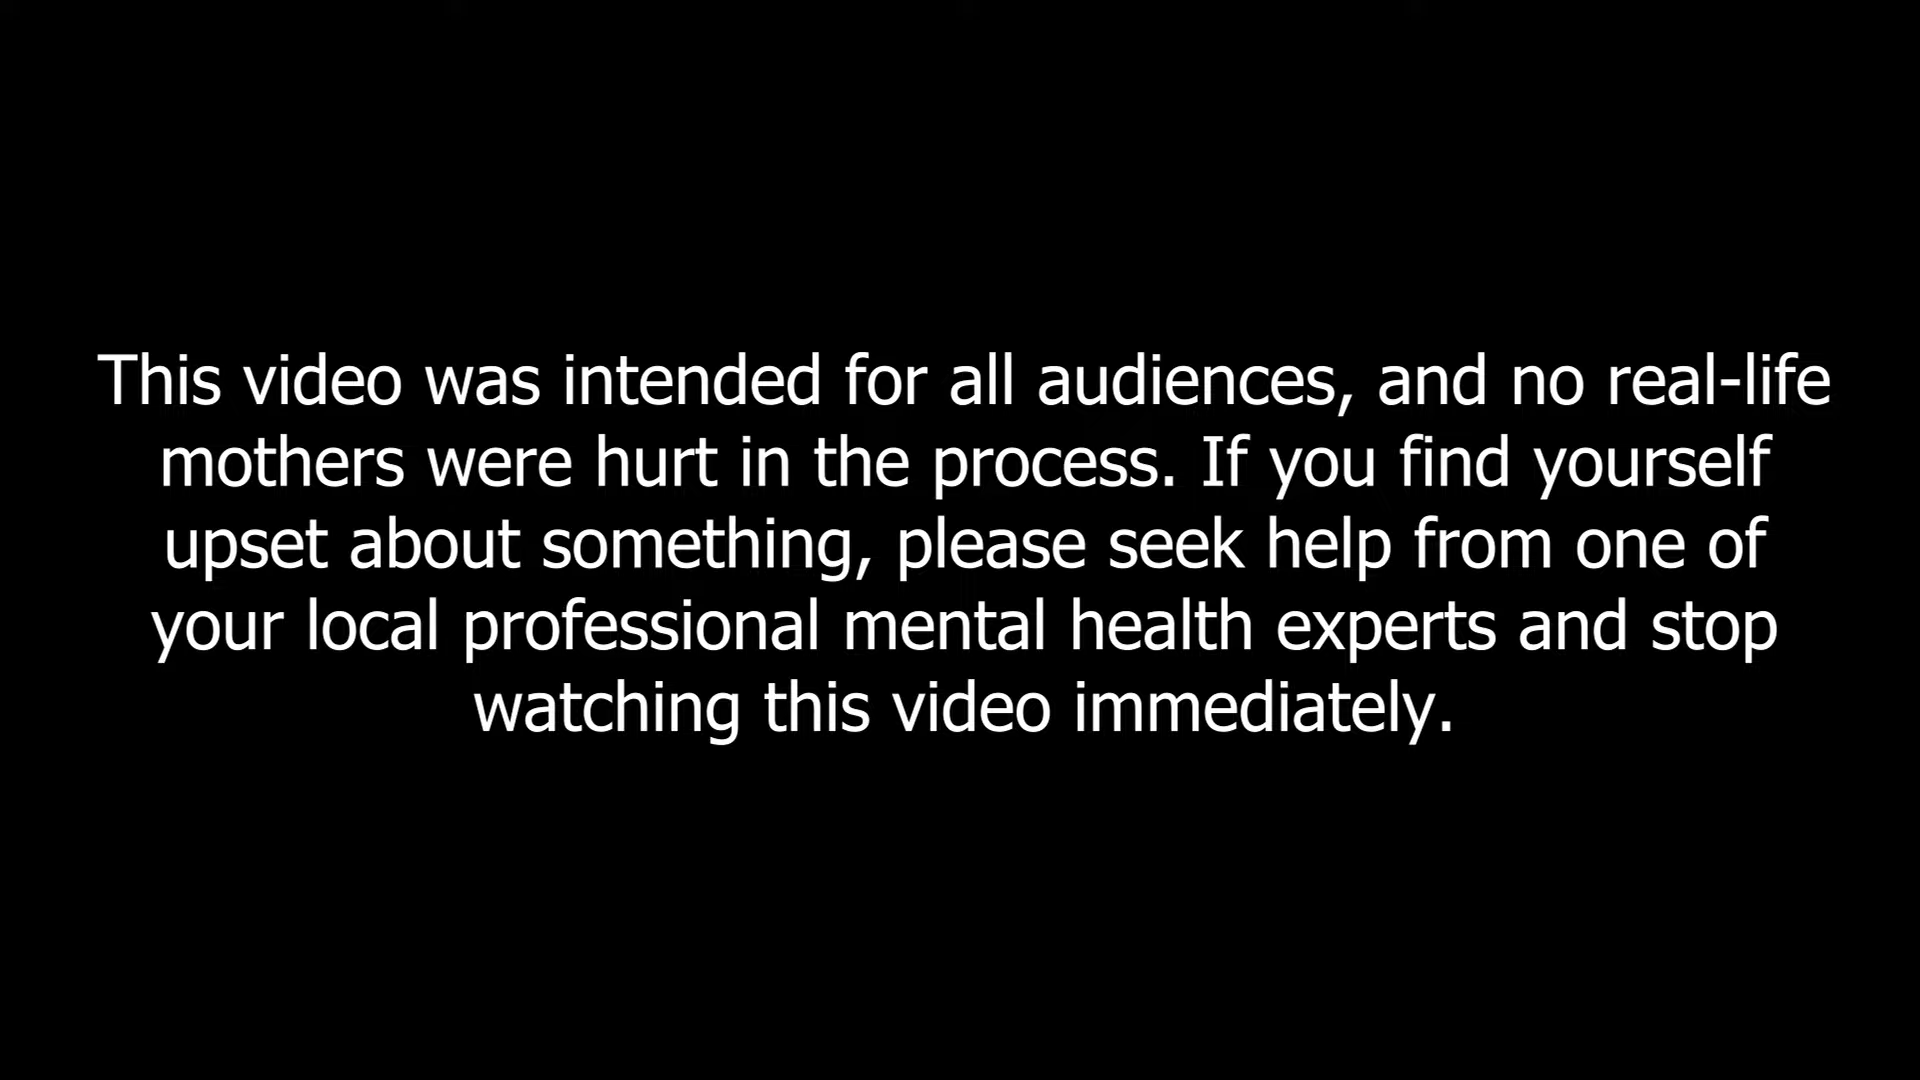 This video was intended for all audiences, and no real-life
mothers were hurt in the process. If you find yourself
upset about something, please seek help from one of
your local professional mental health experts and stop
watching this video immediately.